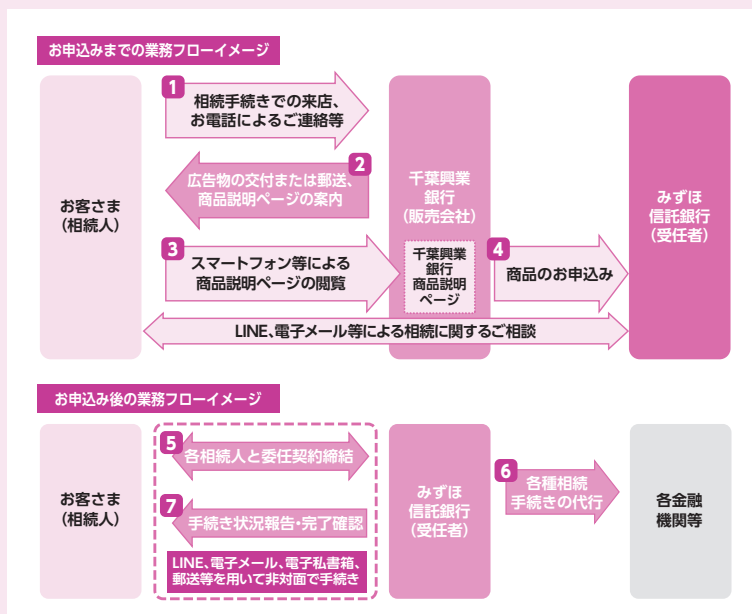 お申込みまでの業務フローイメージ
お客さま
(相続人)
1
相続手続きでの来店、
お電話によるご連絡等
2
広告物の交付または郵送、
商品説明ページの案内
3
スマートフォン等による
商品説明ページの閲覧
千葉興業
銀行
(販売会社)
千葉興業
銀行
商品説明
ページ
4
商品のお申込み
みずほ
信託銀行
(受任者)
LINE、電子メール等による相続に関するご相談
お申込み後の業務フローイメージ
お客さま
(相続人)
5
各相続人と委任契約締結
7
手続き状況報告・完了確認
LINE、電子メール、電子私書箱、
郵送等を用いて非対面で手続き
みずほ
信託銀行
(受任者)
6
各種相続
手続きの代行
各金融
機関等